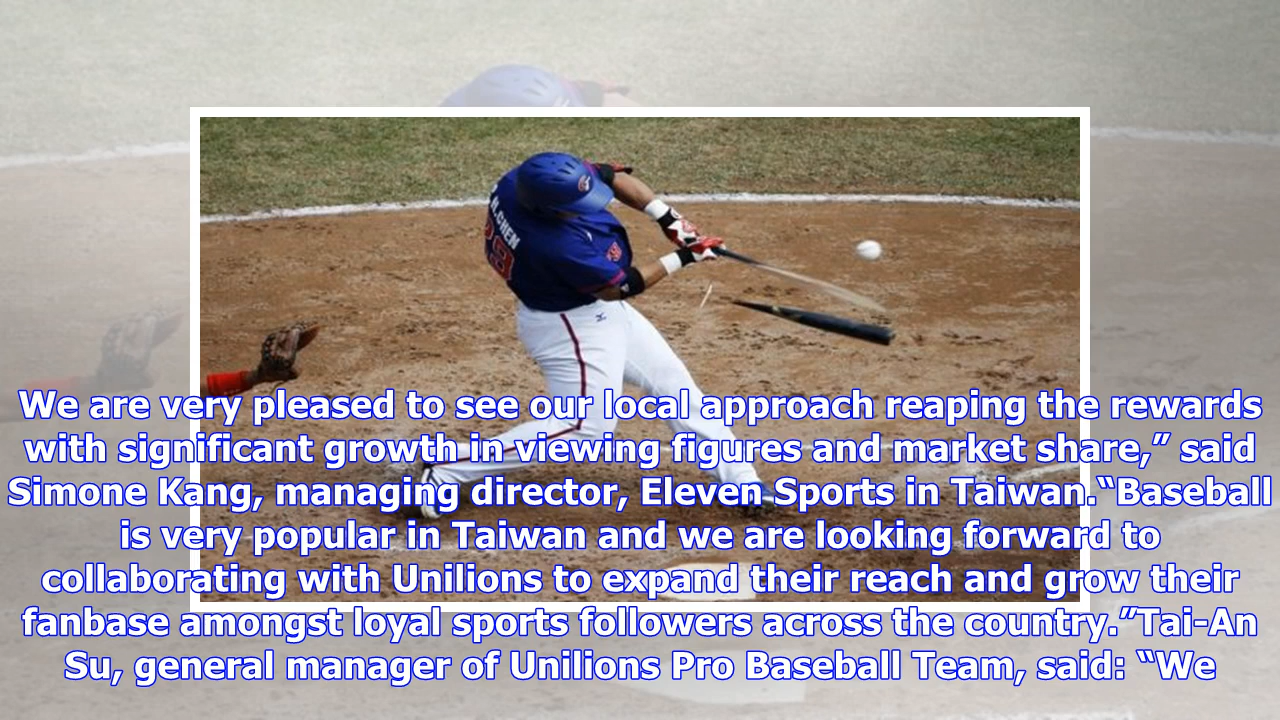 H.CHEN
23
We are very pleased to see our local approach reaping the rewards
with significant growth in viewing figures and market share,” said
Simone Kang, managing director, Eleven Sports in Taiwan.“Baseball
is very popular in Taiwan and we are looking forward to
collaborating with Unilions to expand their reach and grow their
fanbase amongst loyal sports followers across the country.”Tai-An
Su, general manager of Unilions Pro Baseball Team, said: “We